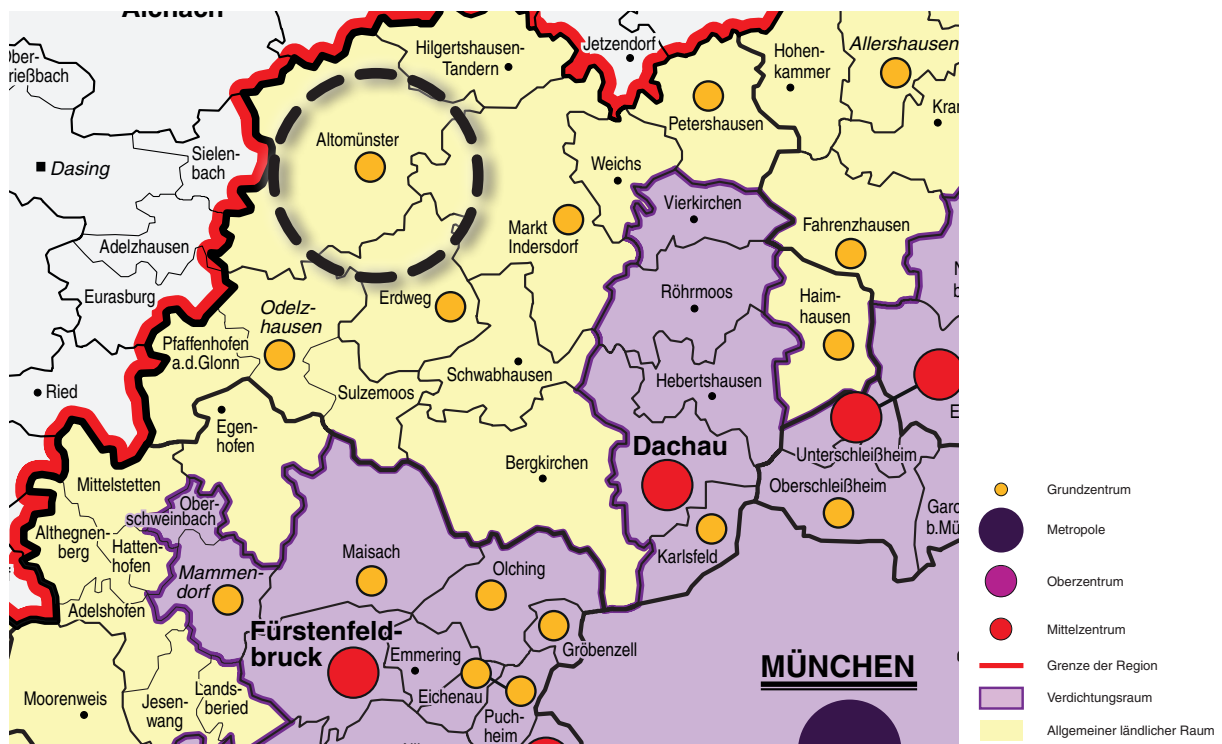 Aichach
Hilgertshausen-
Tandern
Jetzendorf
Hohen-
kammer
Allershausen
Ober-
Petershausen
Altomünster
Sielen-
bach
Dasing
Weichs
Vierkirchen
Adelzhausen
Markt
Indersdorf
Fahrenzhausen
Eurasburg
Erdweg
Röhrmoos
Haim-
hausen
Odelz-
hausen
Pfaffenhofen
a.d.Glonn
Ried
Sulzemoos
Schwabhausen
Hebertshausen
Egen-
hofen
Dachau
Unterschleißheim
Bergkirchen
Oberschleißheim
Mittelstetten
Ober-
schweinbach
Althegnen-
berg
Hatten-
hofen
Karlsfeld
Gard
b.Mü
Maisach
Olching
Mammen-
dorf
Adelshofen
Fürstenfeld-
bruck
Emmering
Gröbenzell
Eichenau
MÜNCHEN
Moorenweis
Jesen-
wang
Lands-
beried
Puch-
heim
Grundzentrum
Metropole
Oberzentrum
Mittelzentrum
Grenze der Region
Verdichtungsraum
Allgemeiner ländlicher Raum